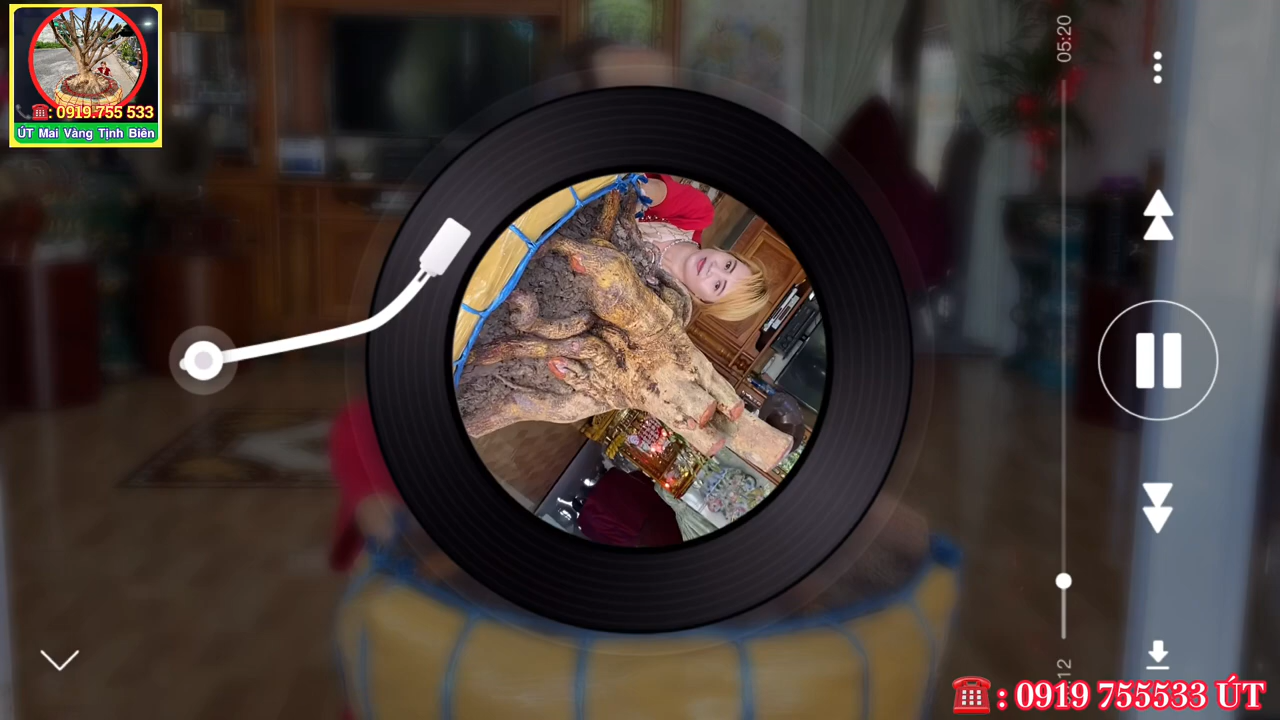 ☎: 0919.755 533
ÚT Mai Vàng Tịnh Biên
05:20
:12
☎: 0919 755533 ÚT